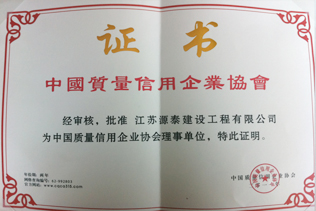 证书
中國質量信用企業協會
经审核，批准 江苏源泰建设工程有限公司
为中国质量信用企业协会理事单位，特此证明。